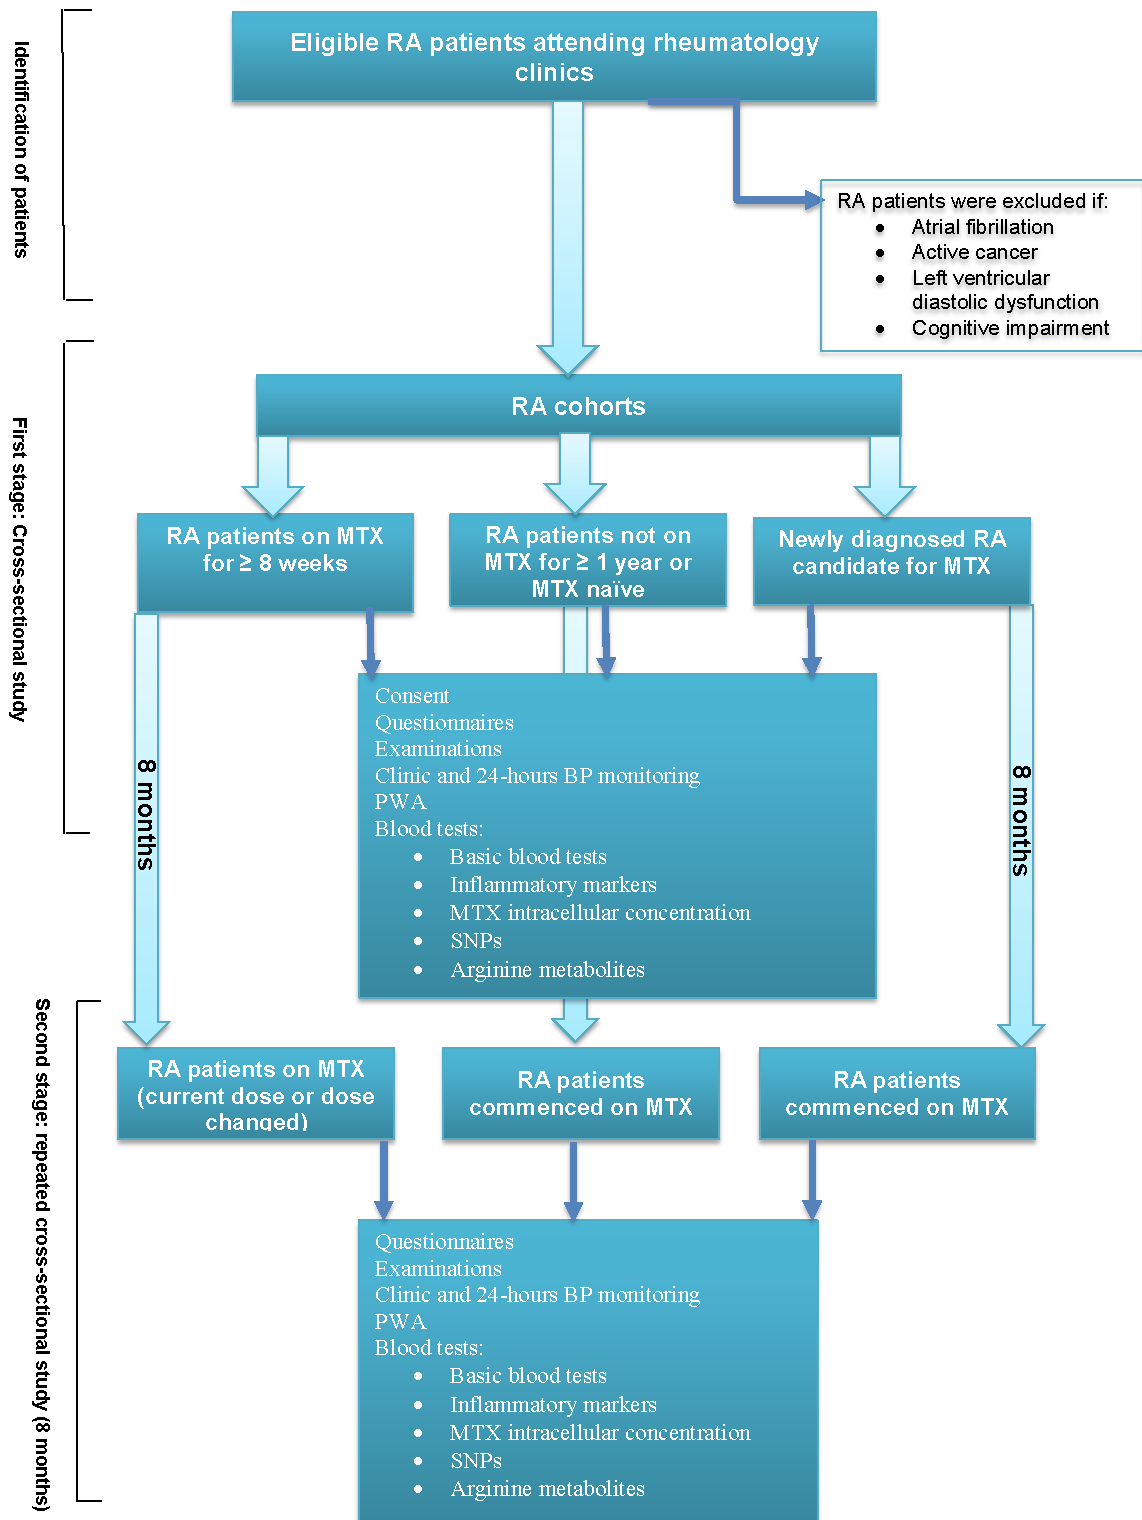 Identification of patients
Eligible RA patients attending rheumatology
clinics
RA patients were excluded if:
• Atrial fibrillation
• Active cancer
• Left ventricular
diastolic dysfunction
• Cognitive impairment
First stage: Cross-sectional study
RA cohorts
RA patients on MTX
for ≥ 8 weeks
RA patients not on
MTX for ≥ 1 year or
MTX naïve
Newly diagnosed RA
candidate for MTX
8 months
8 months
Consent
Questionnaires
Examinations
Clinic and 24-hours BP monitoring
PWA
Blood tests:
• Basic blood tests
• Inflammatory markers
• MTX intracellular concentration
• SNPs
• Arginine metabolites
Second stage: repeated cross-sectional study (8 months)
RA patients on MTX
(current dose or dose
changed)
RA patients
commenced on MTX
RA patients
commenced on MTX
Questionnaires
Examinations
Clinic and 24-hours BP monitoring
PWA
Blood tests:
• Basic blood tests
• Inflammatory markers
• MTX intracellular concentration
• SNPs
• Arginine metabolites